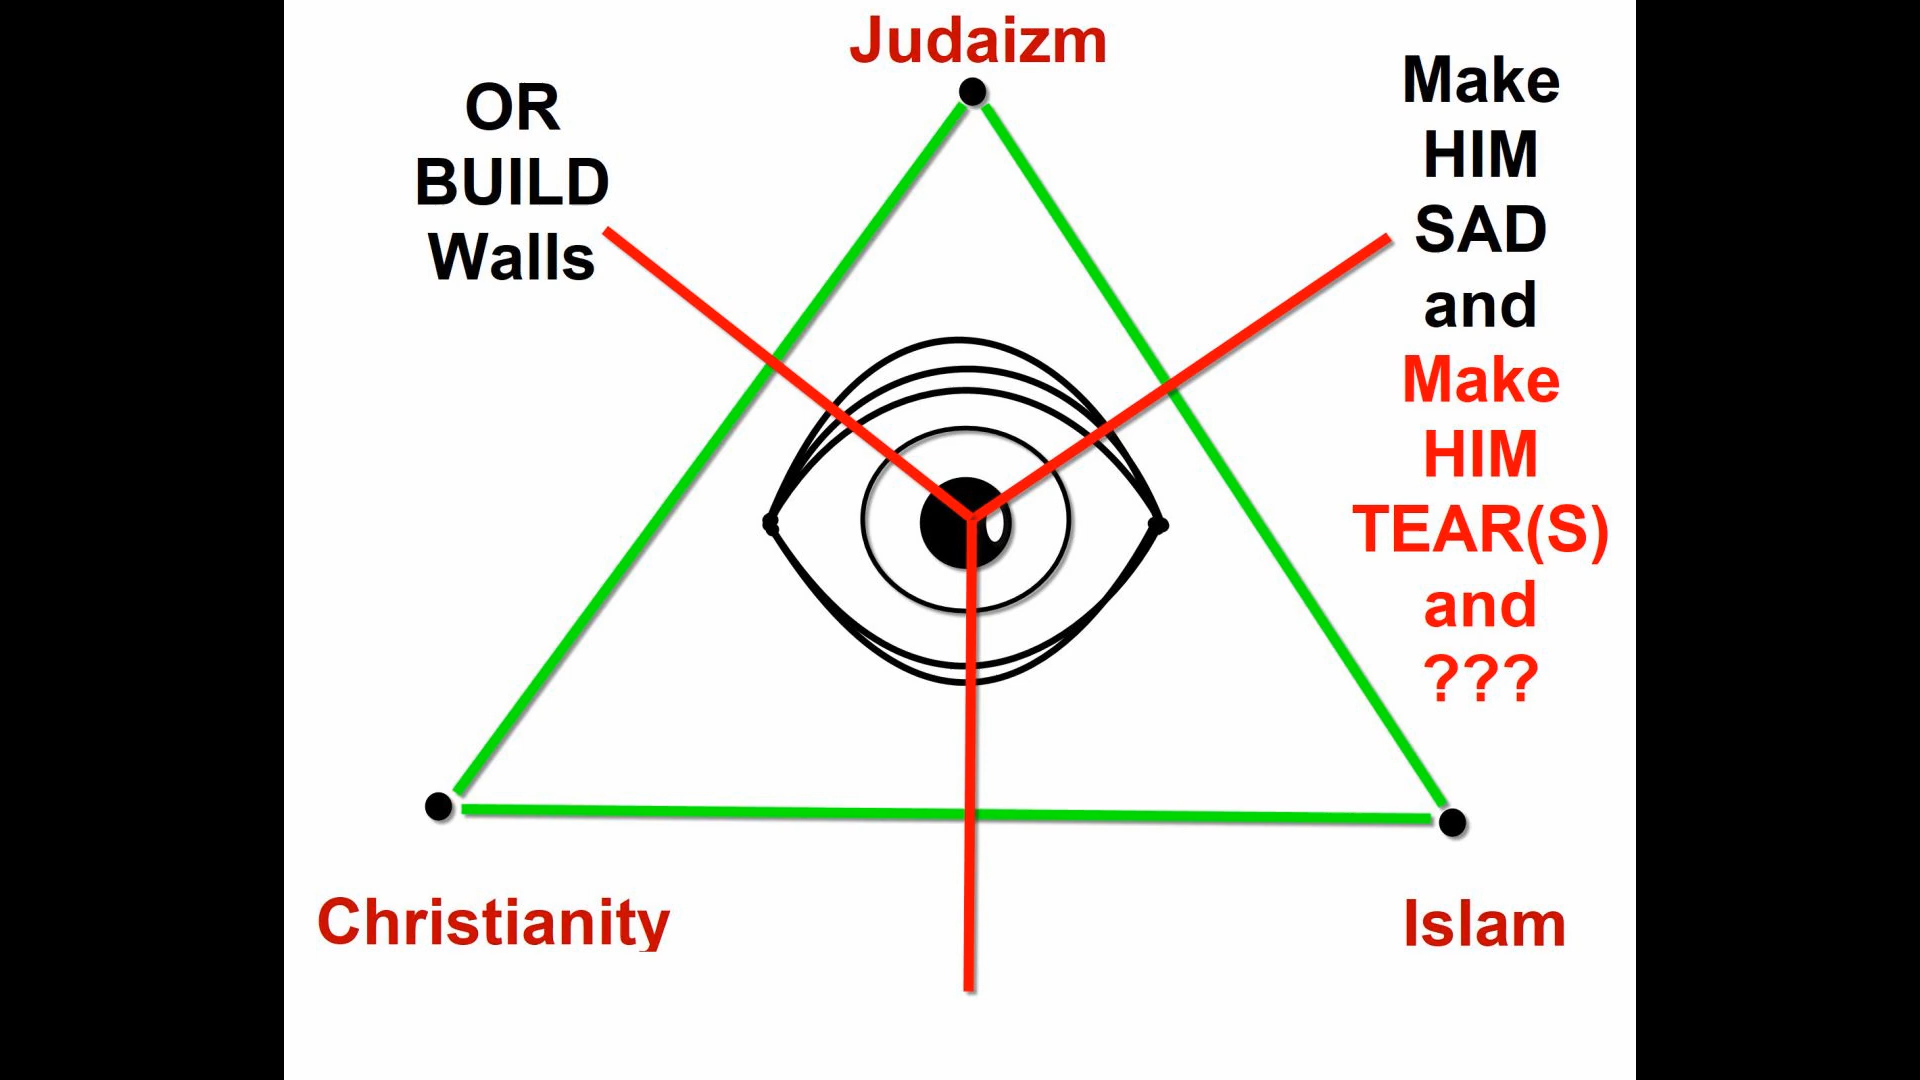 Judaizm
OR
BUILD
Walls
Make
HIM
SAD
and
Make
HIM
TEAR(S)
and
???
Christianity
Islam